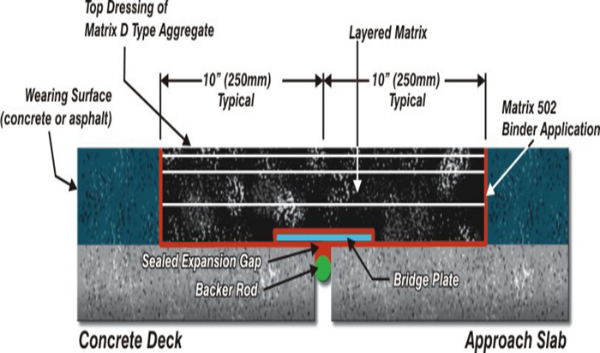 Top Dressing of
Matrix D Type Aggregate
Layered Matrix
10" (250mm)
Typical
10" (250mm)
Typical
Wearing Surface
(concrete or asphalt)
Matrix 502
Binder Application
Sealed Expansion Gap
Backer Rod
Bridge Plate
Concrete Deck
Approach Slab